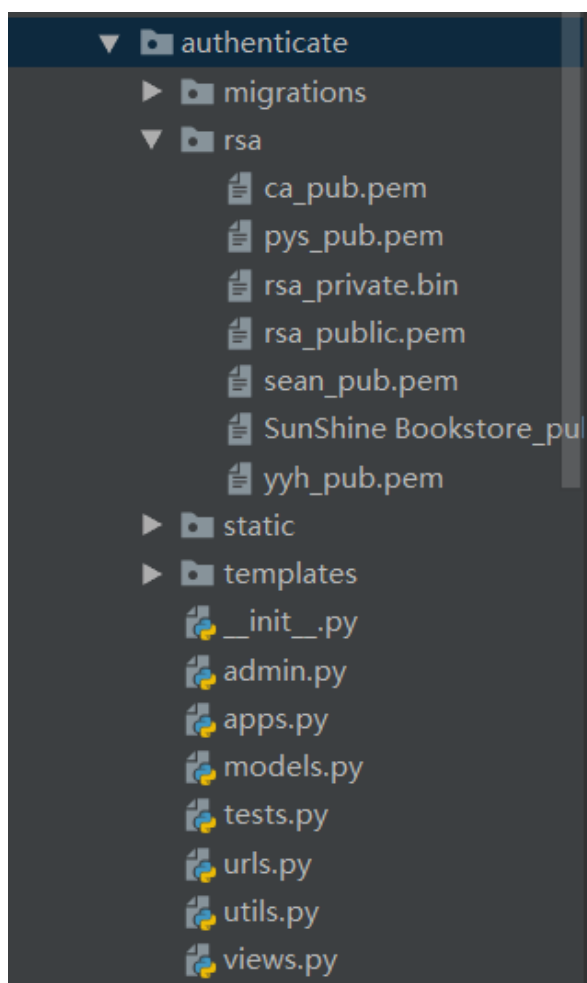 authenticate
migrations
rsa
ca_pub.pem
pys_pub.pem
rsa_private.bin
rsa_public.pem
sean_pub.pem
SunShine Bookstore_pu
yyh_pub.pem
static
templates
__init__.py
admin.py
apps.py
models.py
tests.py
urls.py
utils.py
views.py